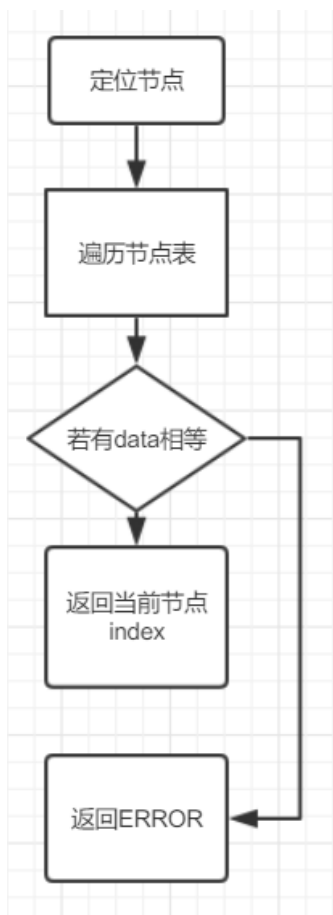 定位节点
遍历节点表
若有data相等
返回当前节点
index
返回ERROR